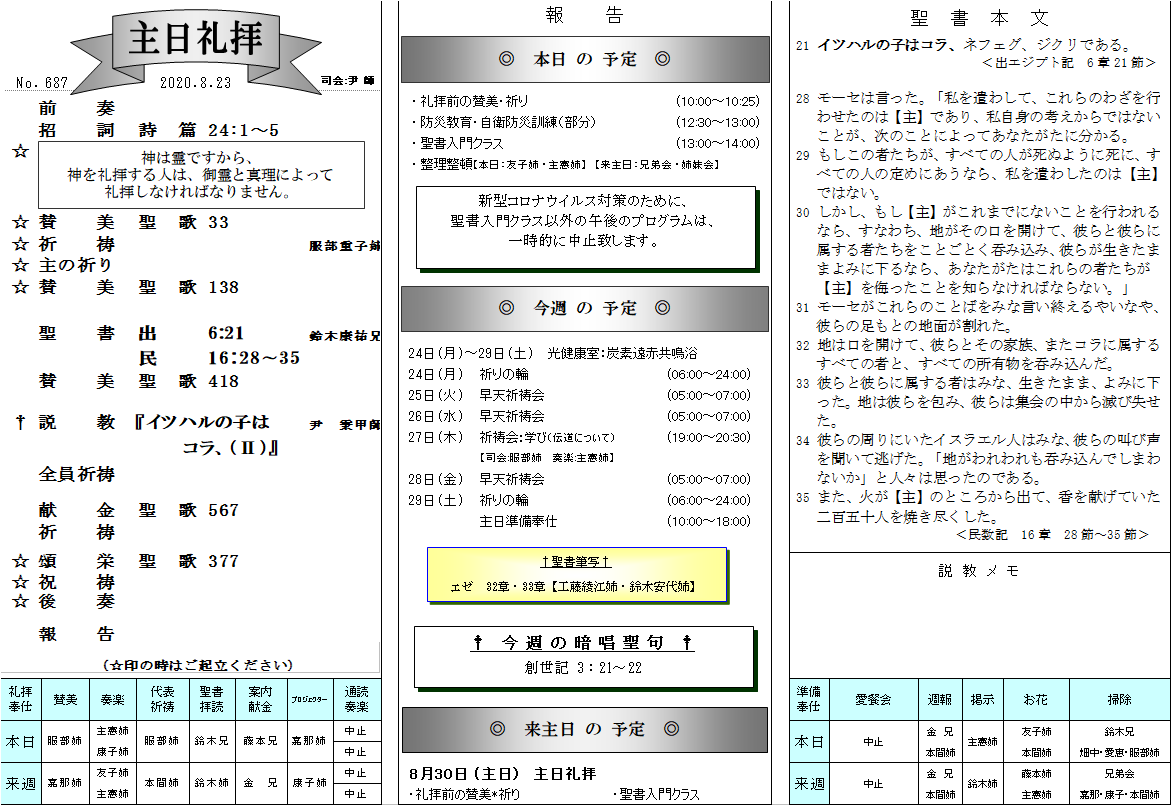 主日礼拝
No. 687
2020.8.23
司会:尹 師
前 奏
招 詞 詩 篇 24:1～5
☆
神は霊ですから、
神を礼拝する人は、御霊と真理によって
礼拝しなければなりません。
☆ 賛 美 聖 歌 33
☆ 祈 祷 服部重子姉
☆ 主の祈り
☆ 賛 美 聖 歌 138
聖 書 出 6:21 鈴木康祐兄
民 16:28～35
賛 美 聖 歌 418
† 説 教 『イツハルの子は 尹 秉甲師
コラ、(Ⅱ)』
全員祈祷
献 金 聖 歌 567
祈 祷
☆ 頌 栄 聖 歌 377
☆ 祝 祷
☆ 後 奏
報 告
(☆印の時はご起立ください)
礼拝奉仕 賛美 奏楽 代表祈祷 聖書拝読 案内献金 プロジェクター 通読奏楽
本日 服部姉 主憲姉 康子姉 服部姉 鈴木兄 藤本兄 嘉那姉 中止 中止
来週 嘉那姉 友子姉 主憲姉 本間姉 鈴木姉 金 兄 康子姉 中止 中止
報 告
◎ 本日 の 予定 ◎
・礼拝前の賛美・祈り (10:00～10:25)
・防災教育・自衛防災訓練(部分) (12:30～13:00)
・聖書入門クラス (13:00～14:00)
・整理整頓【本日:友子姉・主憲姉】【来主日:兄弟会・姉妹会】
新型コロナウイルス対策のために、
聖書入門クラス以外の午後のプログラムは、
一時的に中止致します。
◎ 今週 の 予定 ◎
24日(月)～29日(土) 光健康室:炭素遠赤共鳴浴
24日(月) 祈りの輪 (06:00～24:00)
25日(火) 早天祈祷会 (05:00～07:00)
26日(水) 早天祈祷会 (05:00～07:00)
27日(木) 祈祷会:学び(伝道について) (19:00～20:30)
【司会:服部姉 奏楽:主憲姉】
28日(金) 早天祈祷会 (05:00～07:00)
29日(土) 祈りの輪 (06:00～24:00)
主日準備奉仕 (10:00～18:00)
†聖書筆写†
エゼ 32章・33章【工藤綾江姉・鈴木安代姉】
† 今週の暗唱聖句 †
創世記 3:21～22
◎ 来主日 の 予定 ◎
8月30日(主日) 主日礼拝
・礼拝前の賛美*祈り ・聖書入門クラス
聖 書 本 文
21 イツハルの子はコラ、ネフェグ、ジクリである。
＜出エジプト記 6章21節＞
28 モーセは言った。「私を遣わして、これらのわざを行
わせたのは【主】であり、私自身の考えからではない
ことが、次のことによってあなたがたに分かる。
29 もしこの者たちが、すべての人が死ぬように死に、す
べての人の定めにあうなら、私を遣わしたのは【主】
ではない。
30 しかし、もし【主】がこれまでにないことを行われる
なら、すなわち、地がその口を開けて、彼らと彼らに
属する者たちをことごとく呑み込み、彼らが生きたま
まよみに下るなら、あなたがたはこれらの者たちが
【主】を侮ったことを知らなければならない。」
31 モーセがこれらのことばをみな言い終えるやいなや、
彼らの足もとの地面が割れた。
32 地は口を開けて、彼らとその家族、またコラに属する
すべての者と、すべての所有物を呑み込んだ。
33 彼らと彼らに属する者はみな、生きたまま、よみに下
った。地は彼らを包み、彼らは集会の中から滅び失せ
た。
34 彼らの周りにいたイスラエル人はみな、彼らの叫び声
を聞いて逃げた。「地がわれわれも呑み込んでしまわ
ないか」と人々は思ったのである。
35 また、火が【主】のところから出て、香を献げていた
二百五十人を焼き尽くした。
＜民数記 16章 28節～35節＞
説 教 メ モ
準備奉仕 愛餐会 週報 掲示 お花 掃除
本日 中止 金 兄 本間姉 主憲姉 友子姉 本間姉 鈴木兄 畑中・愛恵・服部姉
来週 中止 金 兄 本間姉 鈴木姉 藤本姉 主憲姉 兄弟会 嘉那・康子・本間姉